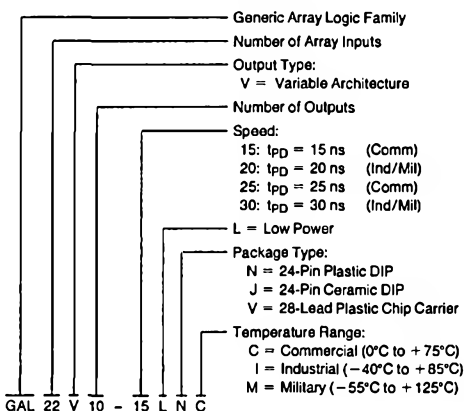 Generic Array Logic Family
Number of Array Inputs
Output Type:
V = Variable Architecture
Number of Outputs
Speed:
15: tPD = 15 ns (Comm)
20: tPD = 20 ns (Ind/Mil)
25: tPD = 25 ns (Comm)
30: tPD = 30 ns (Ind/Mil)
L = Low Power
Package Type:
N = 24-Pin Plastic DIP
J = 24-Pin Ceramic DIP
V = 28-Lead Plastic Chip Carrier
Temperature Range:
C = Commercial (0°C to +75°C)
I = Industrial (−40°C to +85°C)
M = Military (−55°C to +125°C)
GAL 22 V 10 - 15 L N C